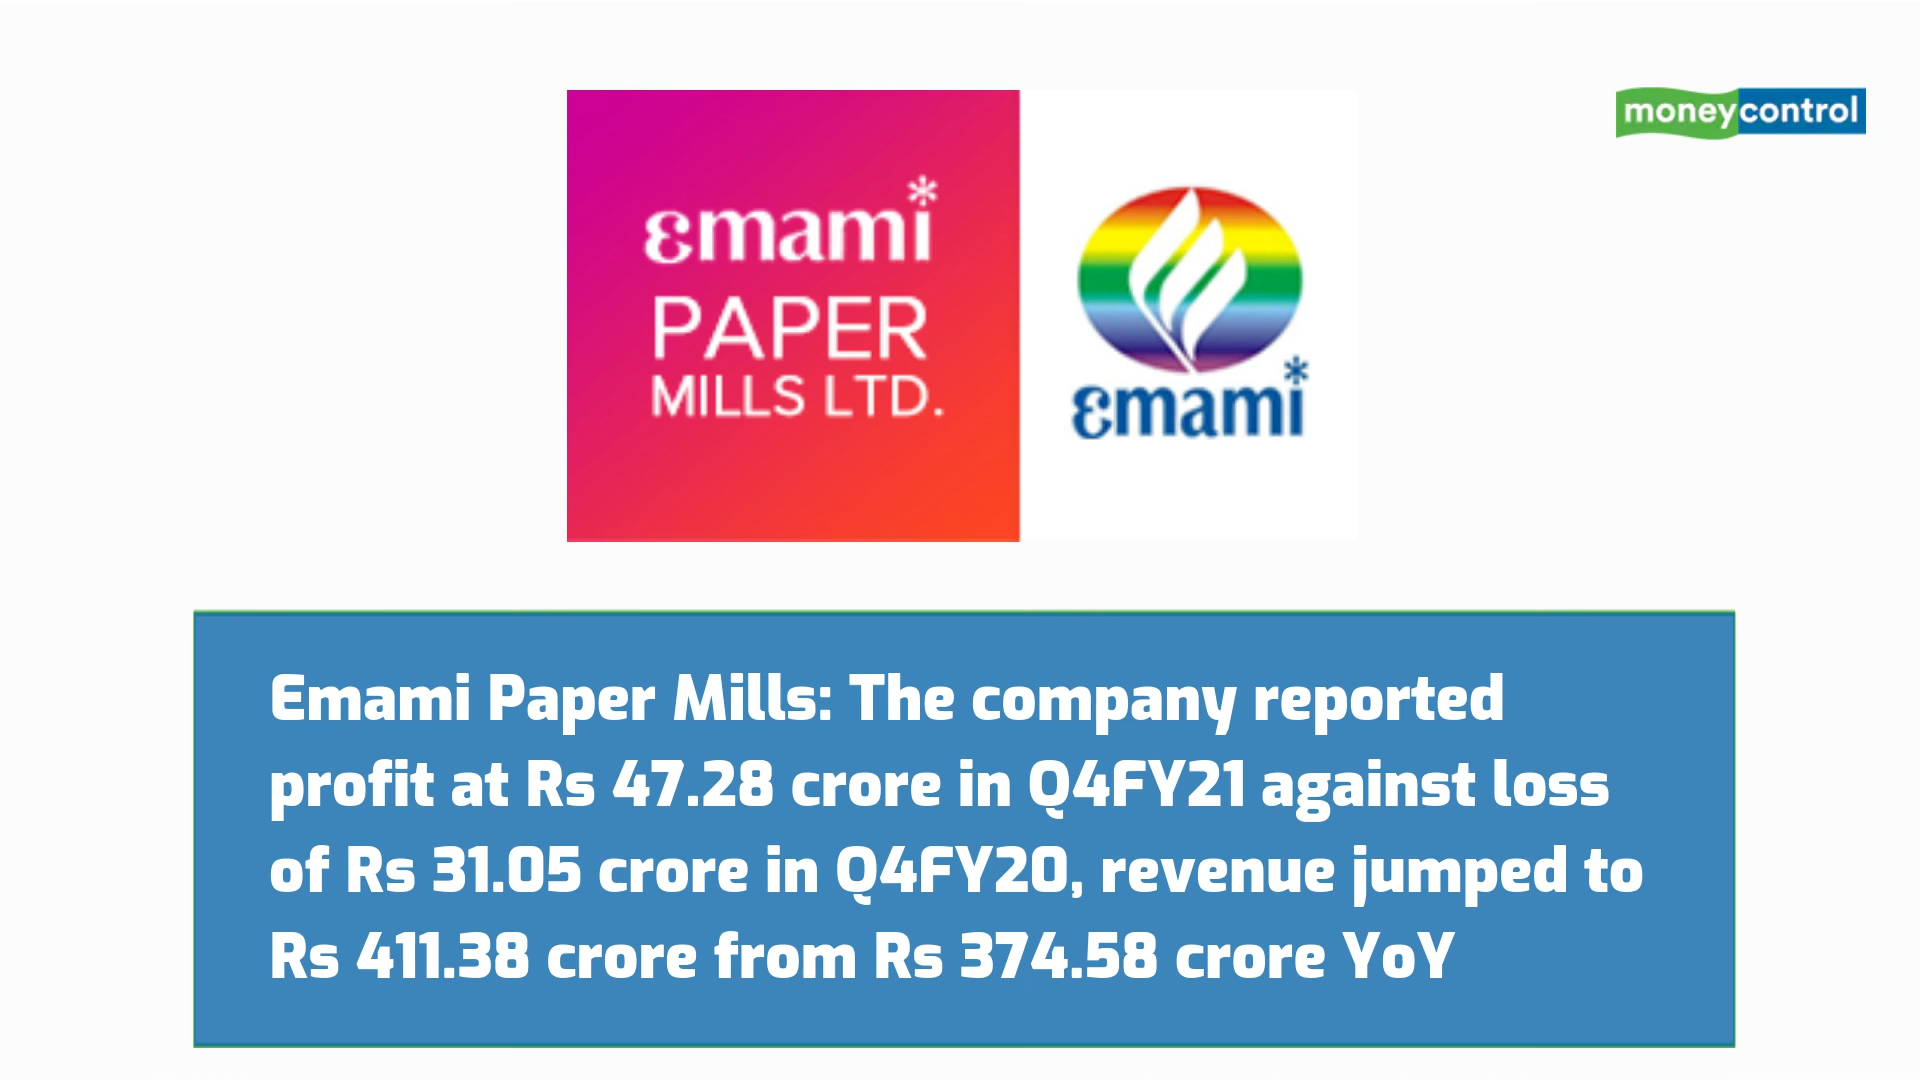 moneycontrol
emami*
PAPER
MILLS LTD.
emami*
Emami Paper Mills: The company reported
profit at Rs 47.28 crore in Q4FY21 against loss
of Rs 31.05 crore in Q4FY20, revenue jumped to
Rs 411.38 crore from Rs 374.58 crore YoY